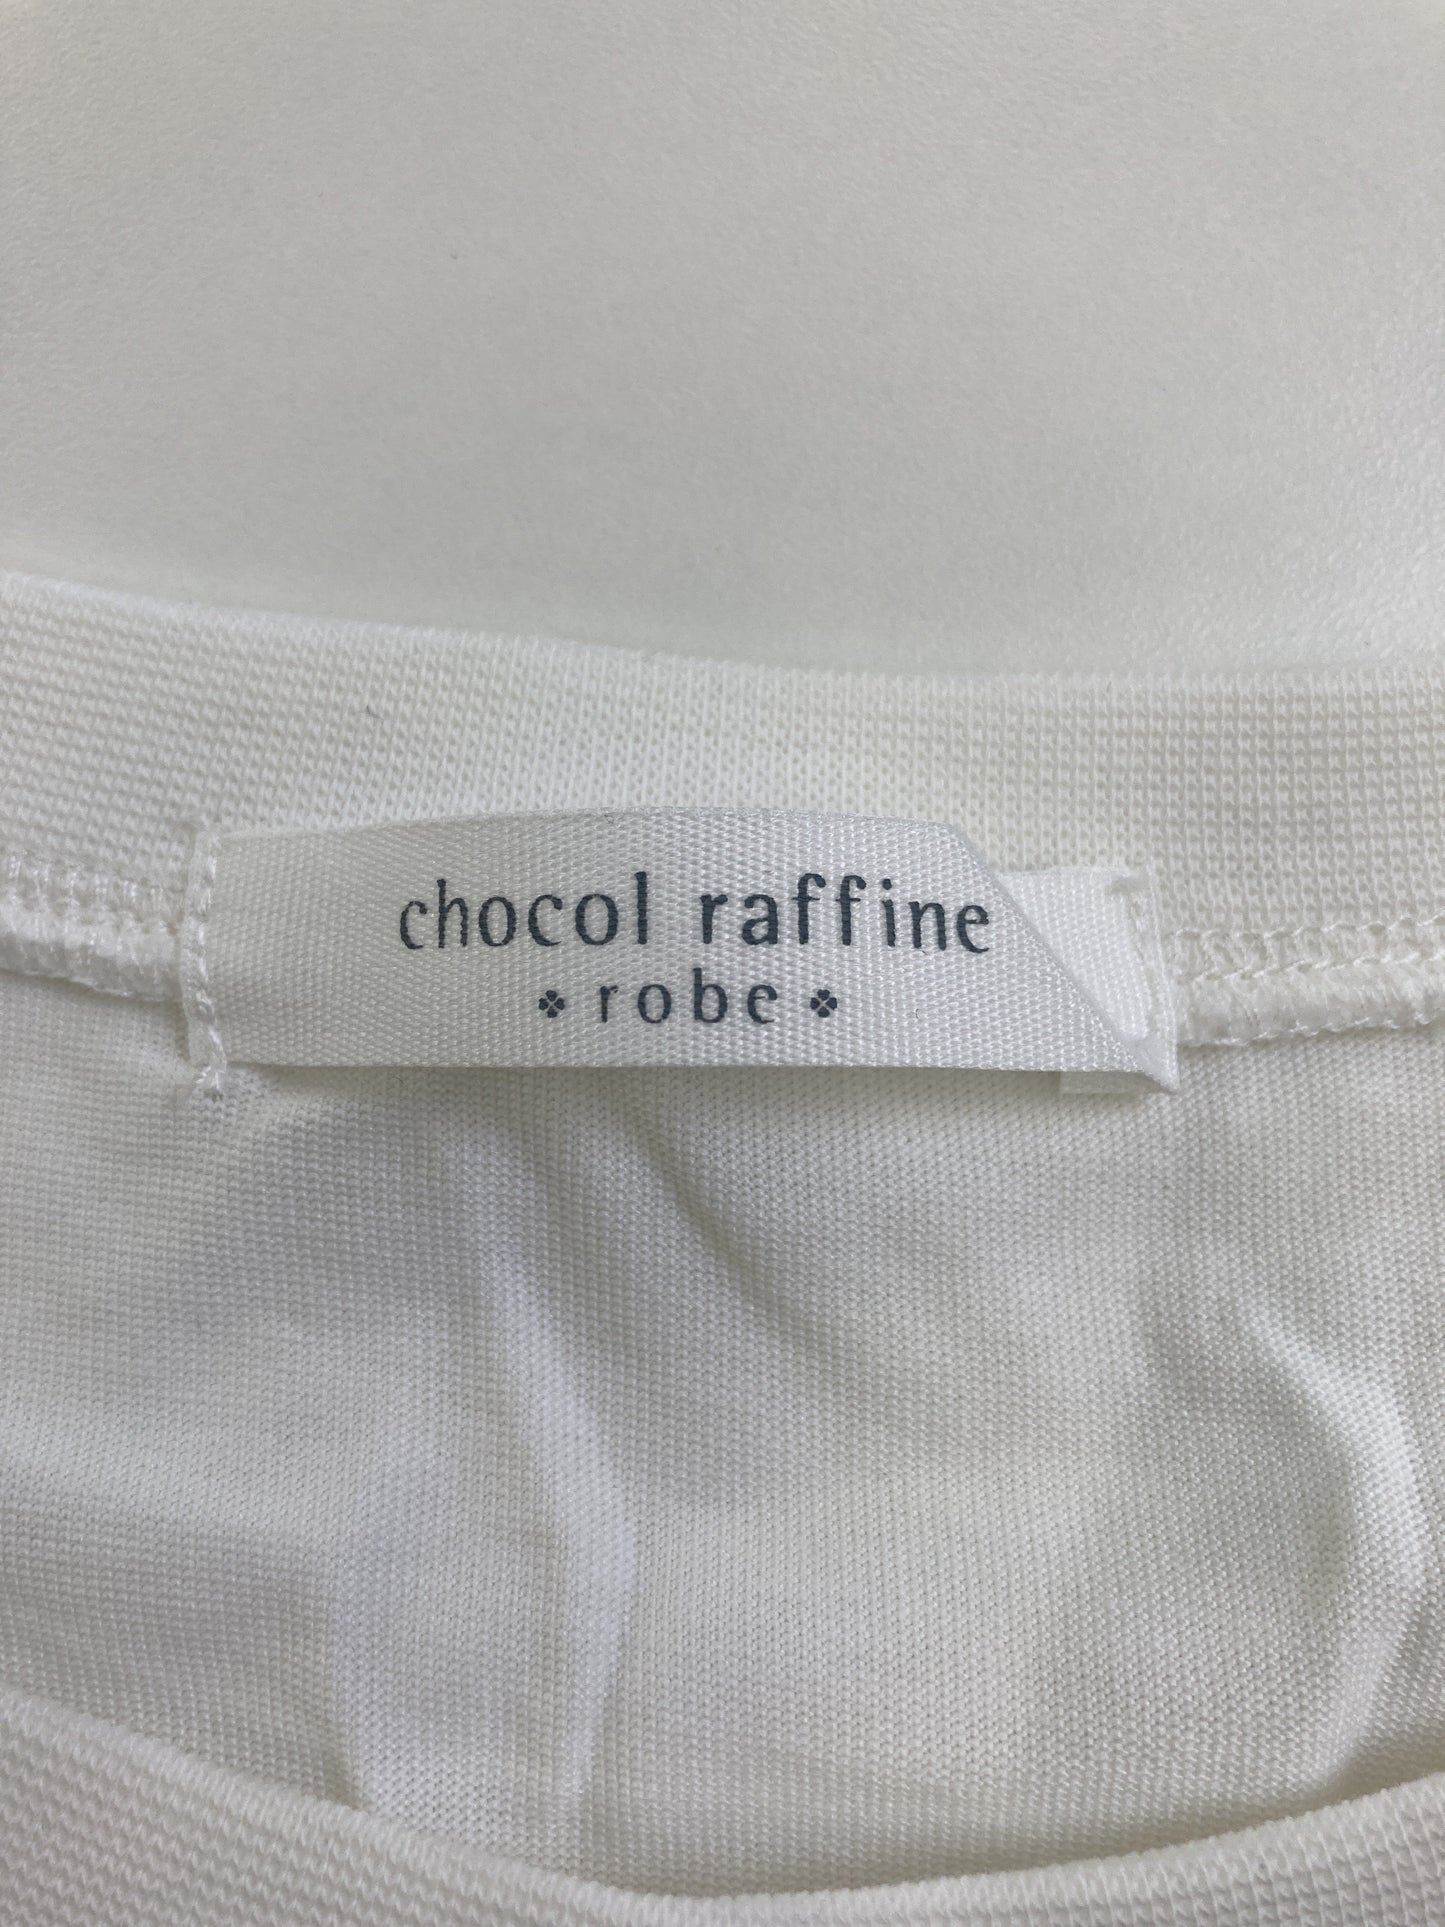 chocol raffine
robe